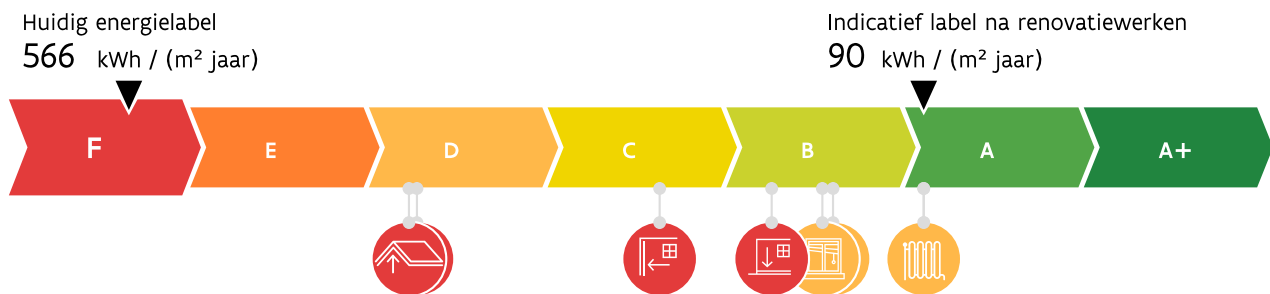 Huidig energielabel
566 kWh / (m² jaar)
Indicatief label na renovatiewerken
90 kWh / (m² jaar)
F E D C B A A+